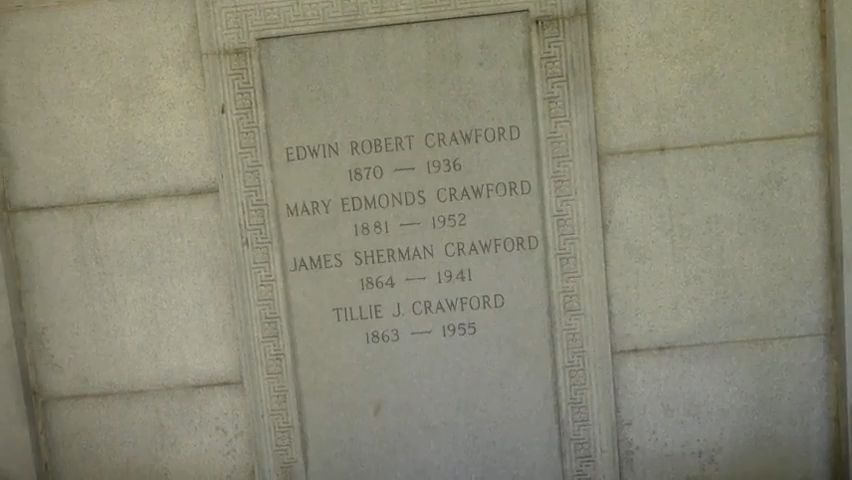 EDWIN ROBERT CRAWFORD
1870 — 1936
MARY EDMONDS CRAWFORD
1881 — 1952
JAMES SHERMAN CRAWFORD
1864 — 1941
TILLIE J. CRAWFORD
1863 — 1955